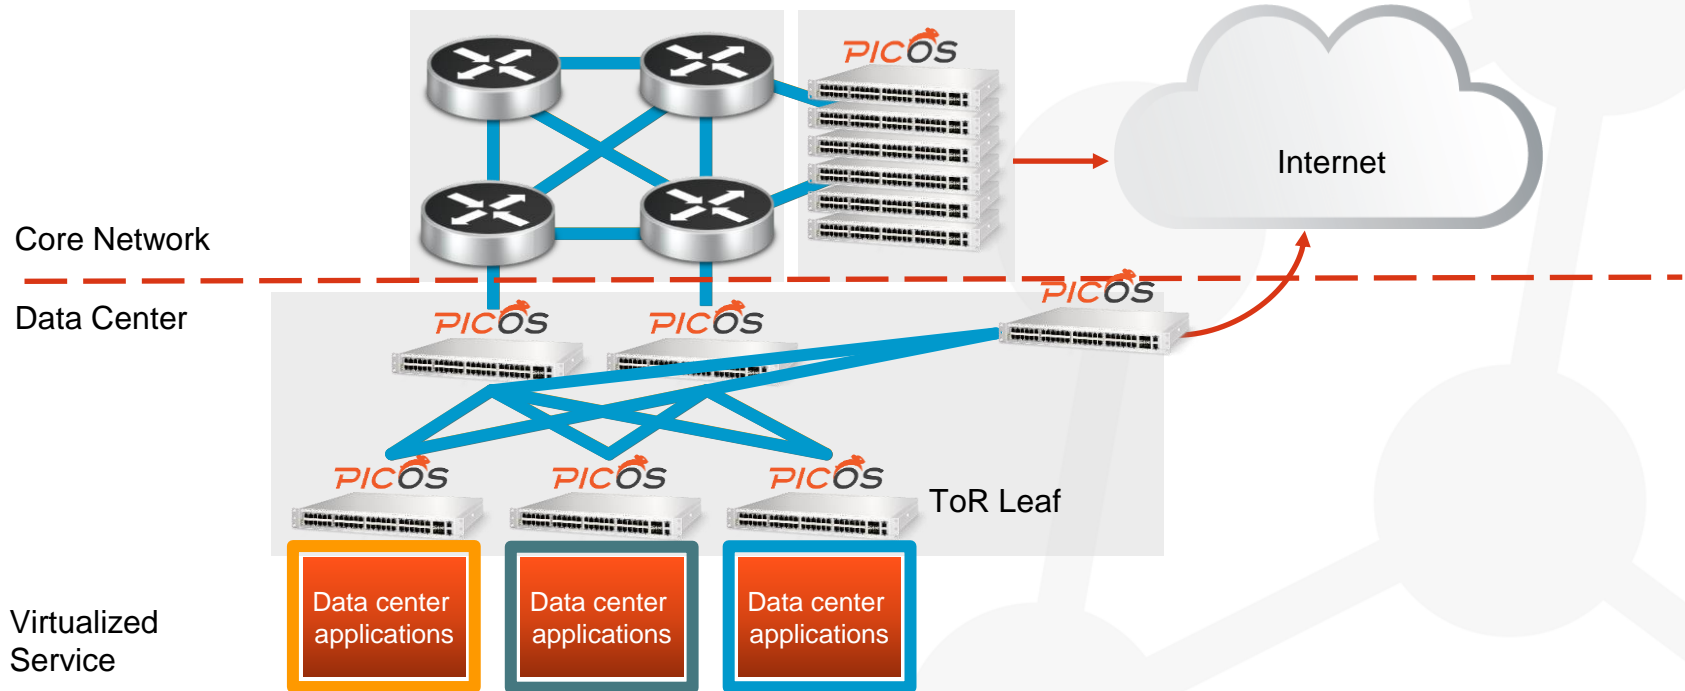 PICOS
Internet
Core Network
Data Center
PICOS
PICOS
PICOS
PICOS
PICOS
PICOS
ToR Leaf
Data center
applications
Data center
applications
Data center
applications
Virtualized
Service